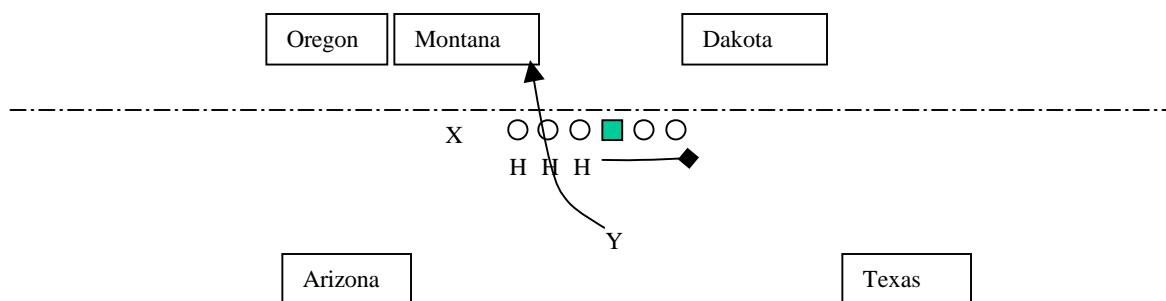 Oregon Montana Dakota
X
H H H
Y
Arizona Texas